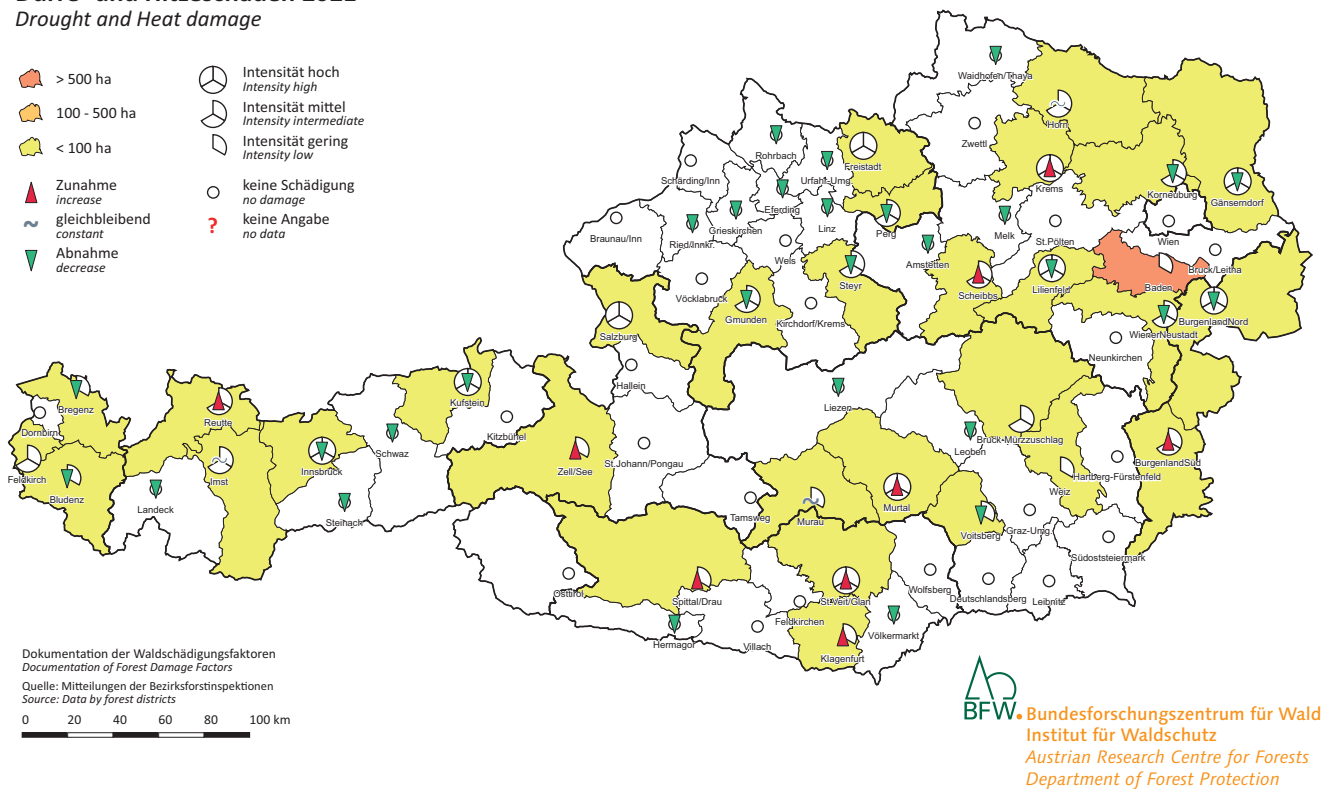 Drought and Heat damage
> 500 ha
100 - 500 ha
< 100 ha
Zunahme
increase
gleichbleibend
constant
Abnahme
decrease
Intensität hoch
Intensity high
Intensität mittel
Intensity intermediate
Intensität gering
Intensity low
keine Schädigung
no damage
?
keine Angabe
no data
Waidhofen/Thaya
Horn
Zwettl
Rohrbach
Freistadt
Schärding/Inn
Urfahr-Umg.
Krems
Korneuburg
Gänserndorf
Eferding
Grieskirchen
Linz
Perg
Melk
St.Pölten
Wien
Braunau/Inn
Ried/Innkr.
Wels
Amstetten
Bruck/Leitha
Steyr
Scheibbs
Lilienfeld
Baden
Vöcklabruck
Gmunden
Kirchdorf/Krems
BurgenlandNord
WienerNeustadt
Salzburg
Neunkirchen
Hallein
Bregenz
Kufstein
Liezen
Reutte
Dornbirn
Kitzbühel
Bruck-Mürzzuschlag
Schwaz
Leoben
St.Johann/Pongau
BurgenlandSüd
Feldkirch
Imst
Innsbruck
Zell/See
Hartberg-Fürstenfeld
Bludenz
Weiz
Landeck
Murtal
Steinach
Tamsweg
Murau
Voitsberg
Graz-Umg.
Südoststeiermark
Osttirol
Spittal/Drau
St.Veit/Glan
Wolfsberg
Deutschlandsberg
Leibnitz
Feldkirchen
Hermagor
Villach
Völkermarkt
Klagenfurt
Dokumentation der Waldschädigungsfaktoren
Documentation of Forest Damage Factors
Quelle: Mitteilungen der Bezirksforstinspektionen
Source: Data by forest districts
0 20 40 60 80 100 km
BFW.
Bundesforschungszentrum für Wald
Institut für Waldschutz
Austrian Research Centre for Forests
Department of Forest Protection